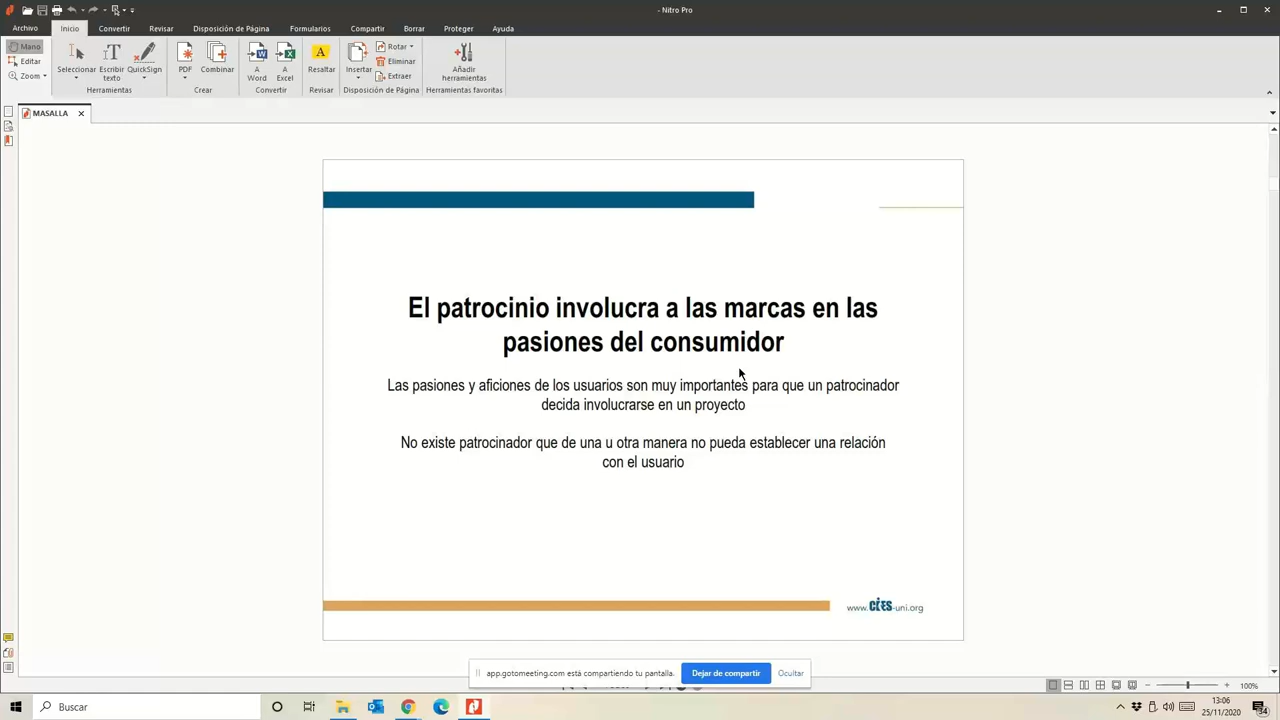 - Nitro Pro
Archivo Inicio Convertir Revisar Disposición de Página Formularios Compartir Borrar Proteger Ayuda
Mano
Editar
Zoom
Seleccionar
Escribir texto
QuickSign
Herramientas
PDF
Combinar
Crear
A Word
A Excel
Convertir
Resaltar
Revisar
Insertar
Rotar
Eliminar
Extraer
Disposición de Página
Añadir herramientas
Herramientas favoritas
MASALLA
El patrocinio involucra a las marcas en las
pasiones del consumidor
Las pasiones y aficiones de los usuarios son muy importantes para que un patrocinador
decida involucrarse en un proyecto
No existe patrocinador que de una u otra manera no pueda establecer una relación
con el usuario
www.CIES-uni.org
app.gotomeeting.com está compartiendo tu pantalla.
Dejar de compartir
Ocultar
100%
Buscar
13:06
25/11/2020